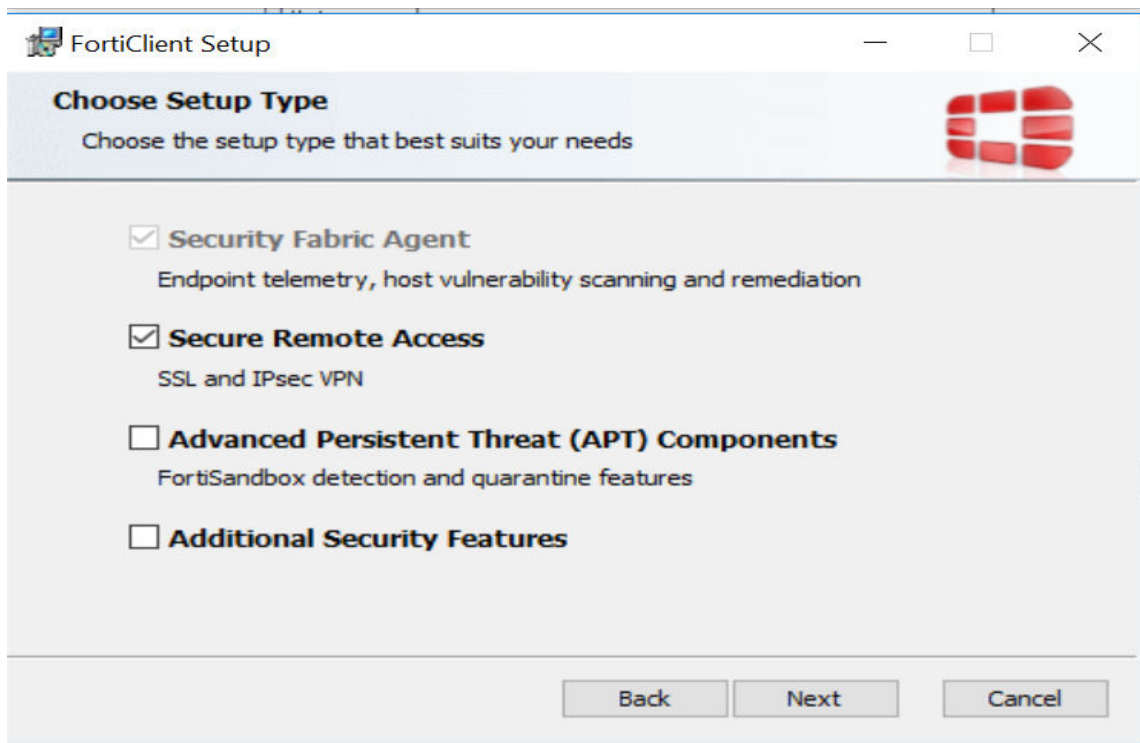 FortiClient Setup
Choose Setup Type
Choose the setup type that best suits your needs
Security Fabric Agent
Endpoint telemetry, host vulnerability scanning and remediation
Secure Remote Access
SSL and IPsec VPN
Advanced Persistent Threat (APT) Components
FortiSandbox detection and quarantine features
Additional Security Features
Back Next Cancel